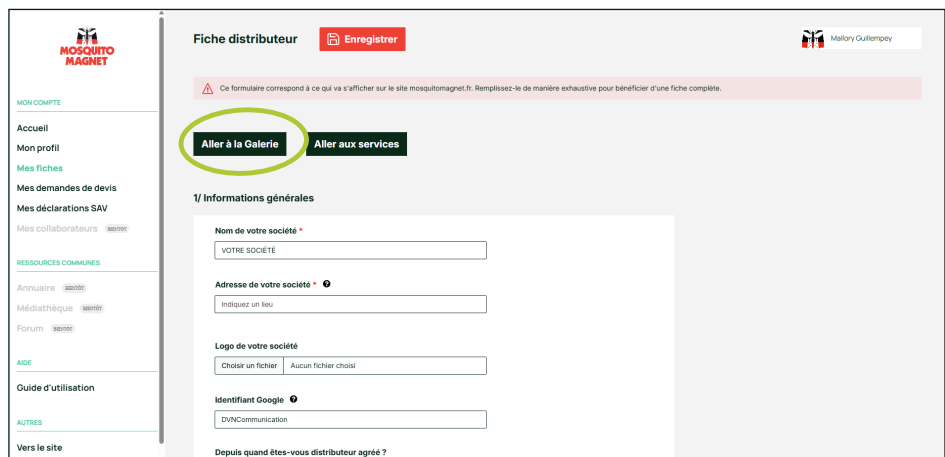 MOSQUITO
MAGNET
MON COMPTE
Accueil
Mon profil
Mes fiches
Mes demandes de devis
Mes déclarations SAV
Mes collaborateurs BIENTÔT
RESSOURCES COMMUNES
Annuaire BIENTÔT
Médiathèque BIENTÔT
Forum BIENTÔT
AIDE
Guide d'utilisation
AUTRES
Vers le site
Fiche distributeur
Enregistrer
Mallory Guillempey
Ce formulaire correspond à ce qui va s'afficher sur le site mosquitomagnet.fr. Remplissez-le de manière exhaustive pour bénéficier d'une fiche complète.
Aller à la Galerie
Aller aux services
1/ Informations générales
Nom de votre société *
VOTRE SOCIÉTÉ
Adresse de votre société * ?
Indiquez un lieu
Logo de votre société
Choisir un fichier Aucun fichier choisi
Identifiant Google ?
DVNCommunication
Depuis quand êtes-vous distributeur agréé ?